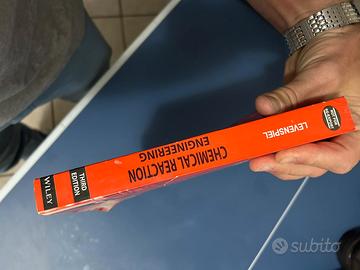 LEVENSPIEL
CHEMICAL REACTION
ENGINEERING
THIRD
EDITION
WILEY
subito